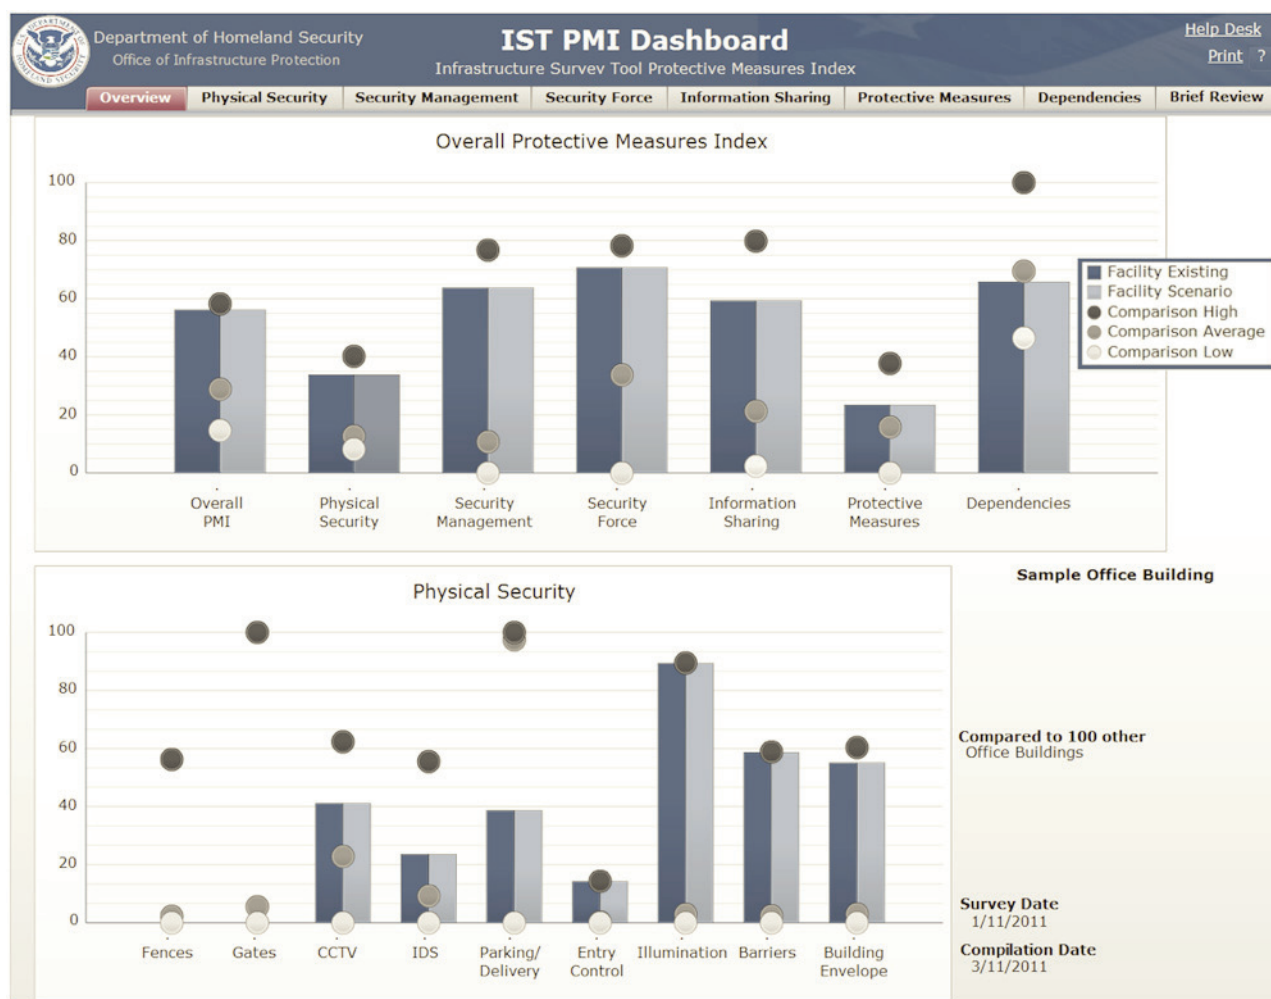 U.S. DEPARTMENT OF HOMELAND SECURITY
Department of Homeland Security
Office of Infrastructure Protection
IST PMI Dashboard
Infrastructure Survey Tool Protective Measures Index
Help Desk
Print ?
Overview Physical Security Security Management Security Force Information Sharing Protective Measures Dependencies Brief Review
Overall Protective Measures Index
100
80
60
40
20
0
Facility Existing
Facility Scenario
Comparison High
Comparison Average
Comparison Low
Overall
PMI
Physical
Security
Security
Management
Security
Force
Information
Sharing
Protective
Measures
Dependencies
Physical Security
100
80
60
40
20
0
Fences
Gates
CCTV
IDS
Parking/
Delivery
Entry
Control
Illumination
Barriers
Building
Envelope
Sample Office Building
Compared to 100 other
Office Buildings
Survey Date
1/11/2011
Compilation Date
3/11/2011